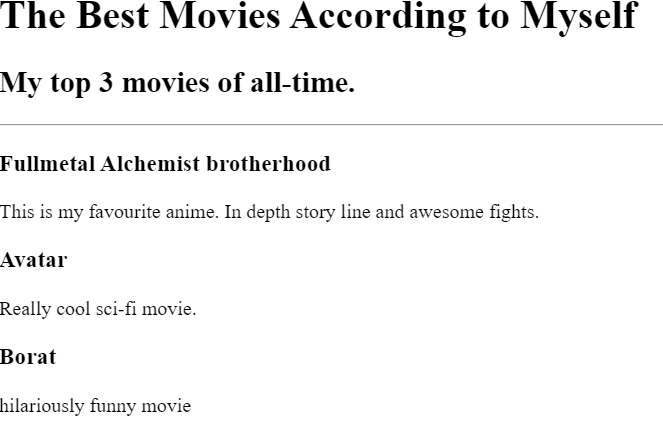 The Best Movies According to Myself
My top 3 movies of all-time.
Fullmetal Alchemist brotherhood
This is my favourite anime. In depth story line and awesome fights.
Avatar
Really cool sci-fi movie.
Borat
hilariously funny movie